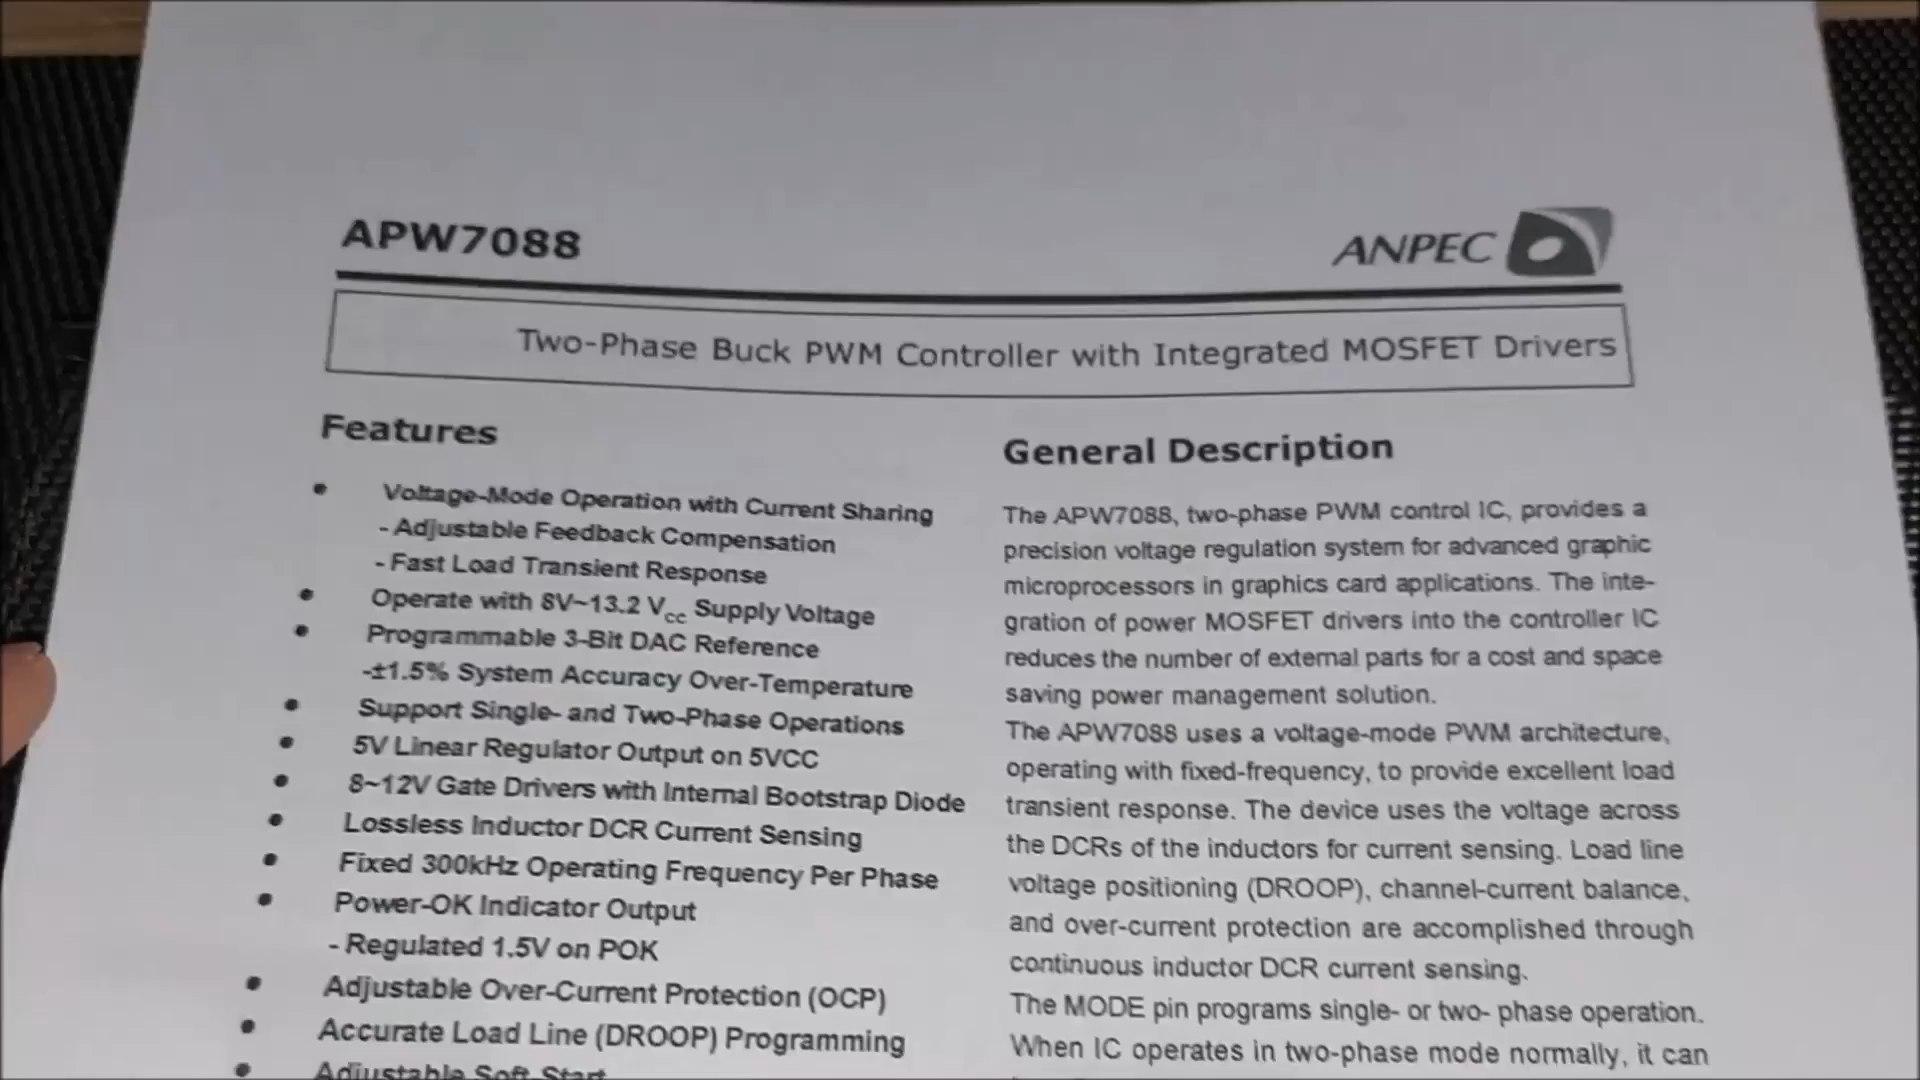 APW7088
ANPEC
Two-Phase Buck PWM Controller with Integrated MOSFET Drivers
Features
• Voltage-Mode Operation with Current Sharing
- Adjustable Feedback Compensation
- Fast Load Transient Response
• Operate with 8V~13.2 Vcc Supply Voltage
• Programmable 3-Bit DAC Reference
-±1.5% System Accuracy Over-Temperature
• Support Single- and Two-Phase Operations
• 5V Linear Regulator Output on 5VCC
• 8~12V Gate Drivers with Internal Bootstrap Diode
• Lossless Inductor DCR Current Sensing
• Fixed 300kHz Operating Frequency Per Phase
• Power-OK Indicator Output
- Regulated 1.5V on POK
• Adjustable Over-Current Protection (OCP)
• Accurate Load Line (DROOP) Programming
• Adjustable Soft-Start
General Description
The APW7088, two-phase PWM control IC, provides a
precision voltage regulation system for advanced graphic
microprocessors in graphics card applications. The inte-
gration of power MOSFET drivers into the controller IC
reduces the number of external parts for a cost and space
saving power management solution.
The APW7088 uses a voltage-mode PWM architecture,
operating with fixed-frequency, to provide excellent load
transient response. The device uses the voltage across
the DCRs of the inductors for current sensing. Load line
voltage positioning (DROOP), channel-current balance,
and over-current protection are accomplished through
continuous inductor DCR current sensing.
The MODE pin programs single- or two- phase operation.
When IC operates in two-phase mode normally, it can